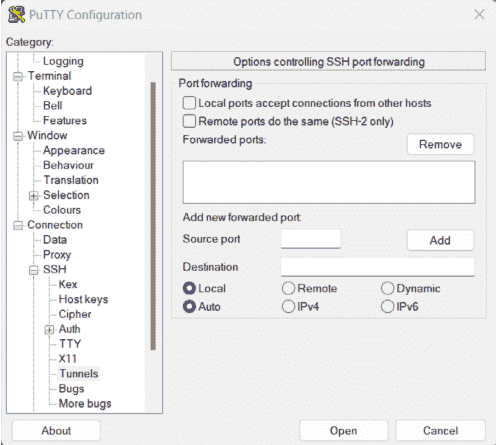 PuTTY Configuration
Category:
Logging
Terminal
Keyboard
Bell
Features
Window
Appearance
Behaviour
Translation
Selection
Colours
Connection
Data
Proxy
SSH
Kex
Host keys
Cipher
Auth
TTY
X11
Tunnels
Bugs
More bugs
Options controlling SSH port forwarding
Port forwarding
Local ports accept connections from other hosts
Remote ports do the same (SSH-2 only)
Forwarded ports:
Remove
Add new forwarded port:
Source port
Add
Destination
Local Remote Dynamic
Auto IPv4 IPv6
About Open Cancel